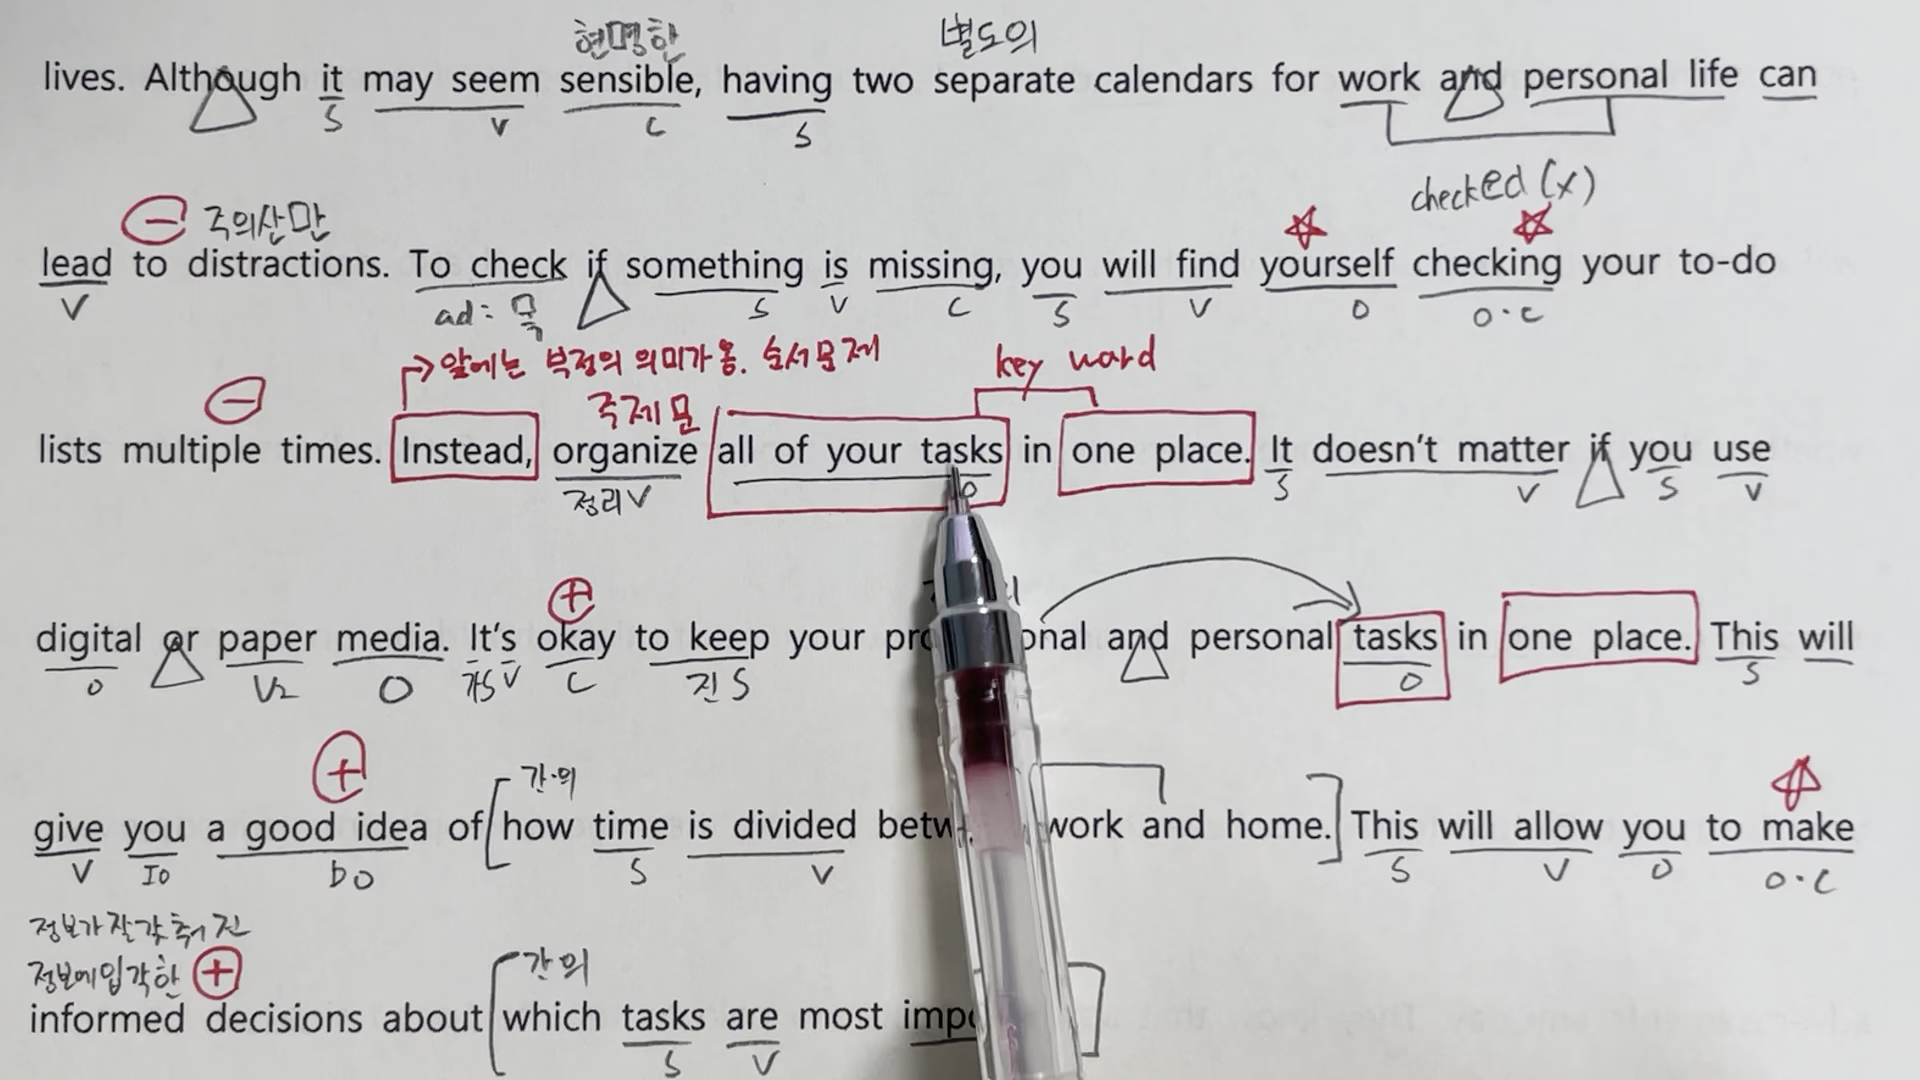 현명한 별도의
lives. Although it may seem sensible, having two separate calendars for work and personal life can
S V C S
checked (x)
⊖ 주의산만
lead to distractions. To check if something is missing, you will find yourself checking your to-do
V ad: 목 S V C S V O O·C
→ 앞에는 부정의 의미가 옴. 순서문제 key word
⊖ 주제문
lists multiple times. Instead, organize all of your tasks in one place. It doesn't matter if you use
정리V O S V S V
⊕
digital or paper media. It's okay to keep your pro onal and personal tasks in one place. This will
O V2 O 가S V C 진S O S
⊕ 간·의
give you a good idea of how time is divided betw work and home. This will allow you to make
V IO DO S V S V O O·C
정보가 잘 갖춰진
정보에 입각한 ⊕ 간의
informed decisions about which tasks are most imp
S V